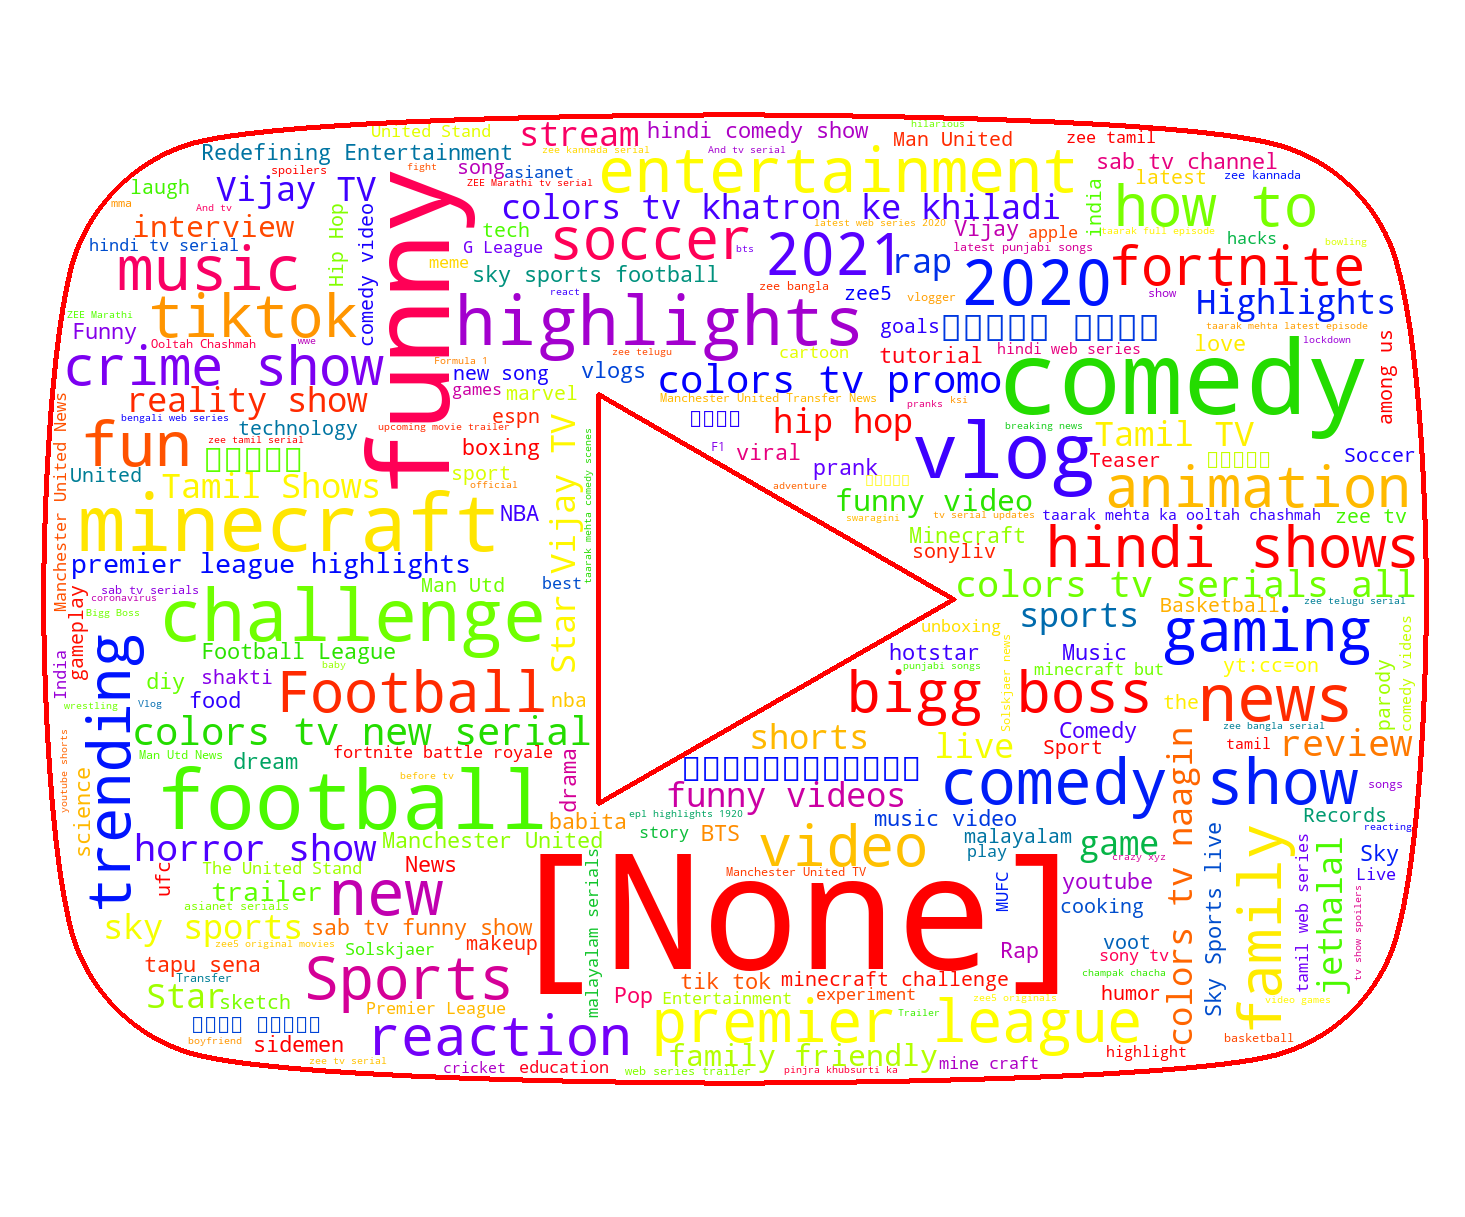 hilarious
United Stand
stream
hindi comedy show
Man United
zee tamil
Redefining Entertainment
zee kannada serial
And tv serial
sab tv channel
spoilers
fight
song
asianet
entertainment
latest
zee kannada
laugh
Vijay TV
ZEE Marathi tv serial
india
how to
mma
And tv
colors tv khatron ke khiladi
interview
Hip Hop
comedy video
funny
tech
soccer
latest web series 2020
Vijay
apple
taarak full episode
hacks
bowling
hindi tv serial
G League
bts
2021
rap
latest punjabi songs
music
meme
sky sports football
2020
fortnite
zee bangla
zee5
vlogger
show
Highlights
react
highlights
ZEE Marathi
tiktok
Funny
goals
taarak mehta latest episode
Ooltah Chashmah
wwe
zee telugu
cartoon
tutorial
hindi web series
love
lockdown
among us
crime show
Formula 1
new song
vlogs
colors tv promo
comedy
games
marvel
Manchester United Transfer News
pranks
ksi
reality show
bengali web series
espn
hip hop
technology
upcoming movie trailer
breaking news
Tamil TV
fun
zee tamil serial
boxing
F1
viral
vlog
Teaser
Soccer
United
Manchester United News
sport
official
prank
adventure
animation
Tamil Shows
Vijay TV
taarak mehta comedy scenes
funny video
minecraft
NBA
swaragini
tv serial updates
taarak mehta ka ooltah chashmah
zee tv
Minecraft
sonyliv
hindi shows
premier league highlights
Man Utd
best
colors tv serials all
sab tv serials
coronavirus
Bigg Boss
challenge
Star
sports
Basketball
zee telugu serial
gameplay
unboxing
gaming
Football League
hotstar
Music
India
baby
punjabi songs
minecraft but
yt:cc=on
comedy videos
parody
trending
diy
shakti
Solskjaer news
food
Football
nba
bigg boss
the
news
wrestling
Vlog
colors tv new serial
zee bangla serial
shorts
live
Comedy
Sport
tamil
review
Man Utd News
fortnite battle royale
youtube shorts
dream
drama
before tv
science
football
funny videos
comedy show
songs
colors tv naagin
epl highlights 1920
babita
music video
Records
story
BTS
video
malayalam
reacting
horror show
Manchester United
play
game
crazy xyz
Sky
Sky Sports live
family
tamil web series
jethalal
ufc
The United Stand
News
Manchester United TV
[None]
MUFC
youtube
Live
trailer
new
cooking
asianet serials
malayalam serials
tv show spoilers
sky sports
sab tv funny show
zee5 original movies
Solskjaer
makeup
Rap
voot
sony tv
tapu sena
champak chacha
Transfer
Sports
tik tok
minecraft challenge
humor
Star
sketch
Premier League
Pop
Entertainment
experiment
zee5 originals
video games
Trailer
premier league
reaction
boyfriend
sidemen
basketball
family friendly
highlight
zee tv serial
cricket
education
web series trailer
pinjra khubsurti ka
mine craft